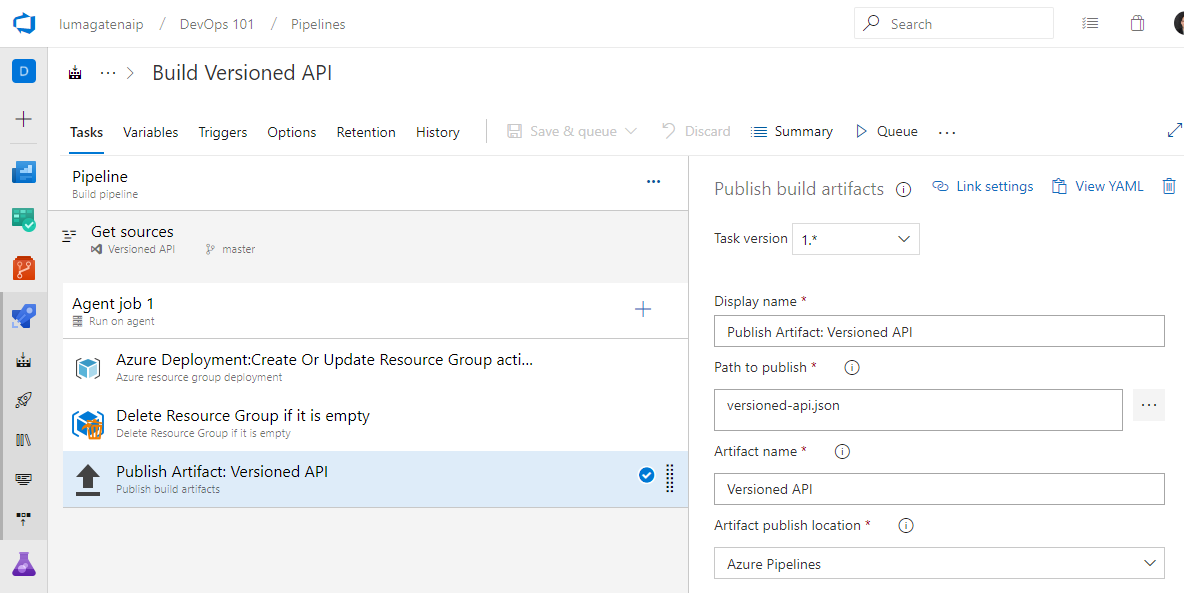 lumagatenaip / DevOps 101 / Pipelines
Search
D
... > Build Versioned API
Tasks Variables Triggers Options Retention History Save & queue Discard Summary Queue ...
Pipeline
Build pipeline
...
Get sources
Versioned API master
Agent job 1
Run on agent
Azure Deployment:Create Or Update Resource Group acti...
Azure resource group deployment
Delete Resource Group if it is empty
Delete Resource Group if it is empty
Publish Artifact: Versioned API
Publish build artifacts
Publish build artifacts Link settings View YAML
Task version 1.*
Display name *
Publish Artifact: Versioned API
Path to publish *
versioned-api.json
...
Artifact name *
Versioned API
Artifact publish location *
Azure Pipelines